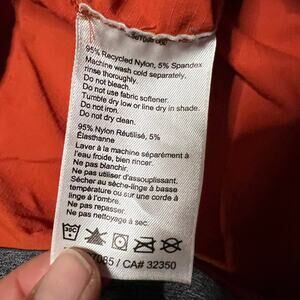 95% Recycled Nylon, 5% Spandex
Machine wash cold separately,
rinse thoroughly.
Do not bleach.
Do not use fabric softener.
Tumble dry low or line dry in shade.
Do not iron.
Do not dry clean.
95% Nylon Réutilisé, 5%
Élasthanne
Laver à la machine séparément à
l'eau froide, bien rincer.
Ne pas blanchir.
Ne pas utiliser d'assouplissant.
Sécher au sèche-linge à basse
température ou sur une corde à
l'ombre.
Ne pas repasser.
Ne pas nettoyage à sec.
30C
7085 / CA# 32350